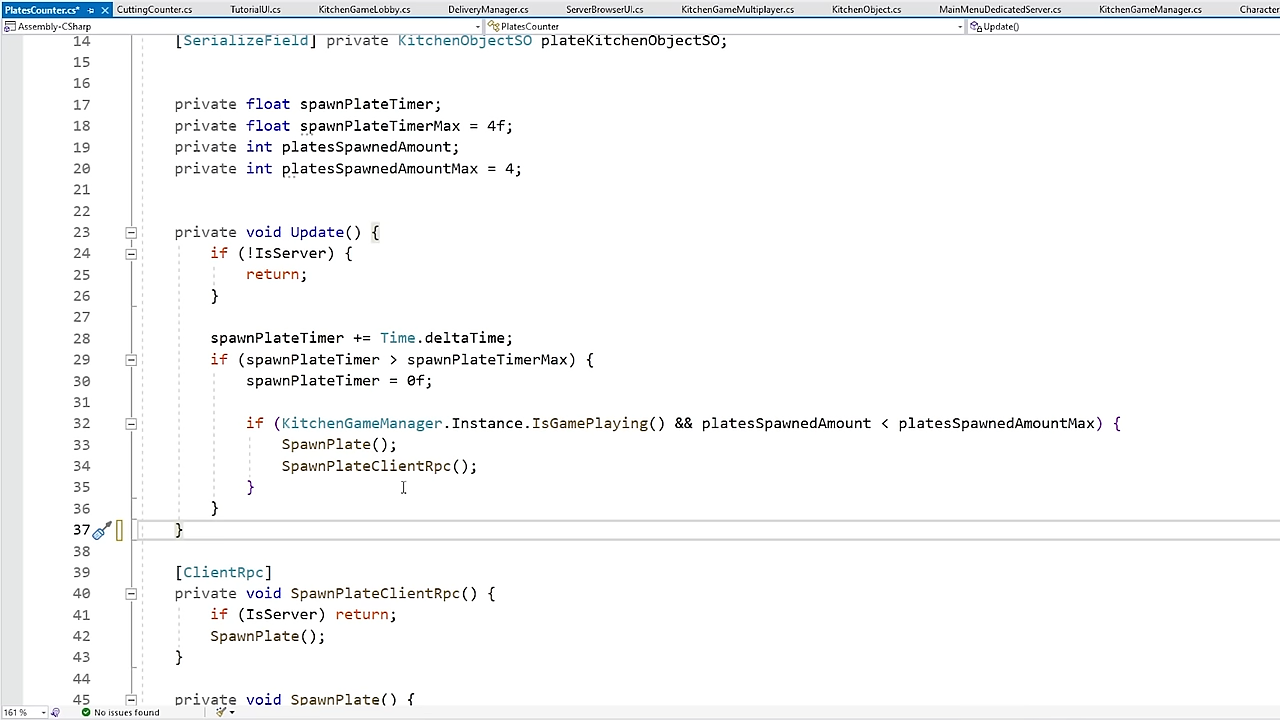 PlatesCounter.cs* CuttingCounter.cs TutorialUI.cs KitchenGameLobby.cs DeliveryManager.cs ServerBrowserUI.cs KitchenGameMultiplayer.cs KitchenObject.cs MainMenuDedicatedServer.cs KitchenGameManager.cs Character
Assembly-CSharp PlatesCounter Update()
14 [SerializeField] private KitchenObjectSO plateKitchenObjectSO;
15
16
17 private float spawnPlateTimer;
18 private float spawnPlateTimerMax = 4f;
19 private int platesSpawnedAmount;
20 private int platesSpawnedAmountMax = 4;
21
22
23 private void Update() {
24 if (!IsServer) {
25 return;
26 }
27
28 spawnPlateTimer += Time.deltaTime;
29 if (spawnPlateTimer > spawnPlateTimerMax) {
30 spawnPlateTimer = 0f;
31
32 if (KitchenGameManager.Instance.IsGamePlaying() && platesSpawnedAmount < platesSpawnedAmountMax) {
33 SpawnPlate();
34 SpawnPlateClientRpc();
35 }
36 }
37 }
38
39 [ClientRpc]
40 private void SpawnPlateClientRpc() {
41 if (IsServer) return;
42 SpawnPlate();
43 }
44
45 private void SpawnPlate() {
161 % No issues found